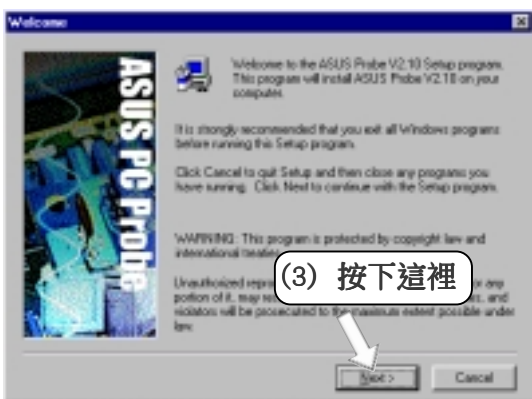 Welcome
ASUS PC Probe
Welcome to the ASUS Probe V2.10 Setup program.
This program will install ASUS Probe V2.10 on your
computer.
It is strongly recommended that you exit all Windows programs
before running this Setup program.
Click Cancel to quit Setup and then close any programs you
have running. Click Next to continue with the Setup program.
WARNING: This program is protected by copyright law and
international treaties.
Unauthorized or any
portion of it, may and
violators will be prosecuted to the maximum extent possible under
law.
(3) 按下這裡
Next >
Cancel